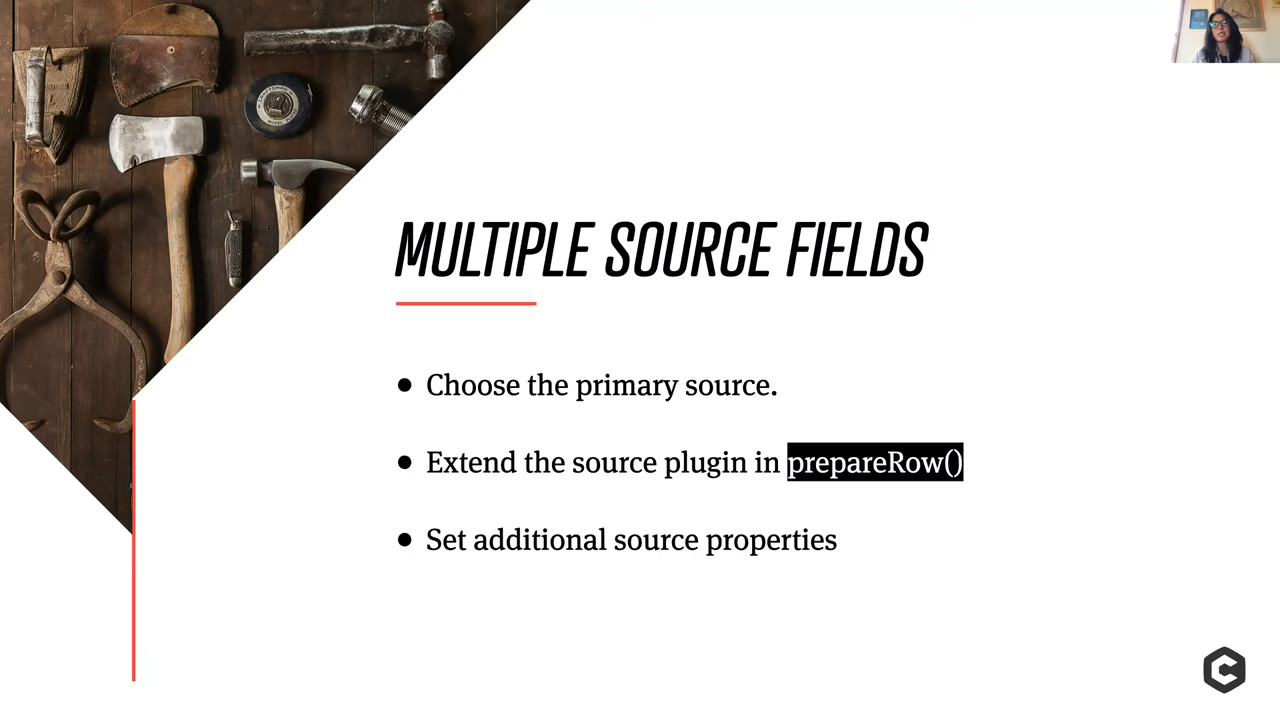 MULTIPLE SOURCE FIELDS
• Choose the primary source.
• Extend the source plugin in prepareRow()
• Set additional source properties